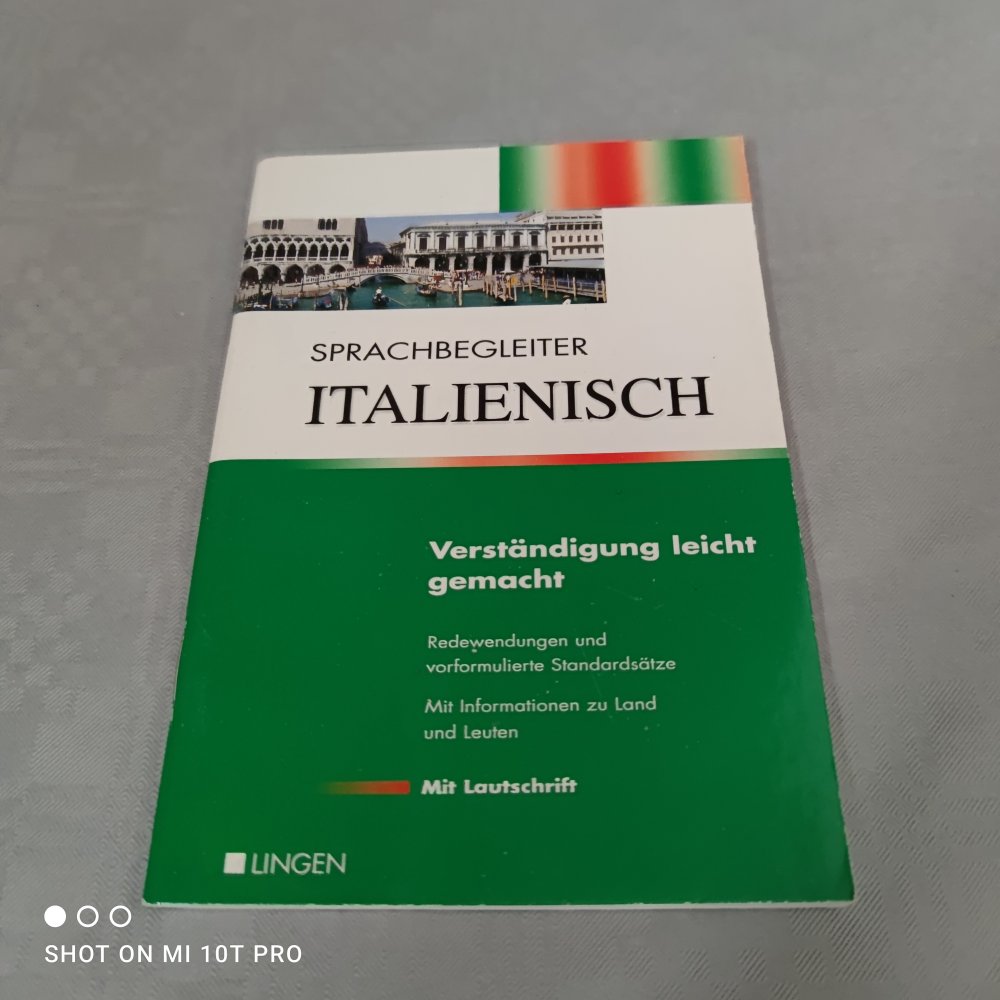 SPRACHBEGLEITER
ITALIENISCH
Verständigung leicht
gemacht
Redewendungen und
vorformulierte Standardsätze
Mit Informationen zu Land
und Leuten
Mit Lautschrift
LINGEN
SHOT ON MI 10T PRO